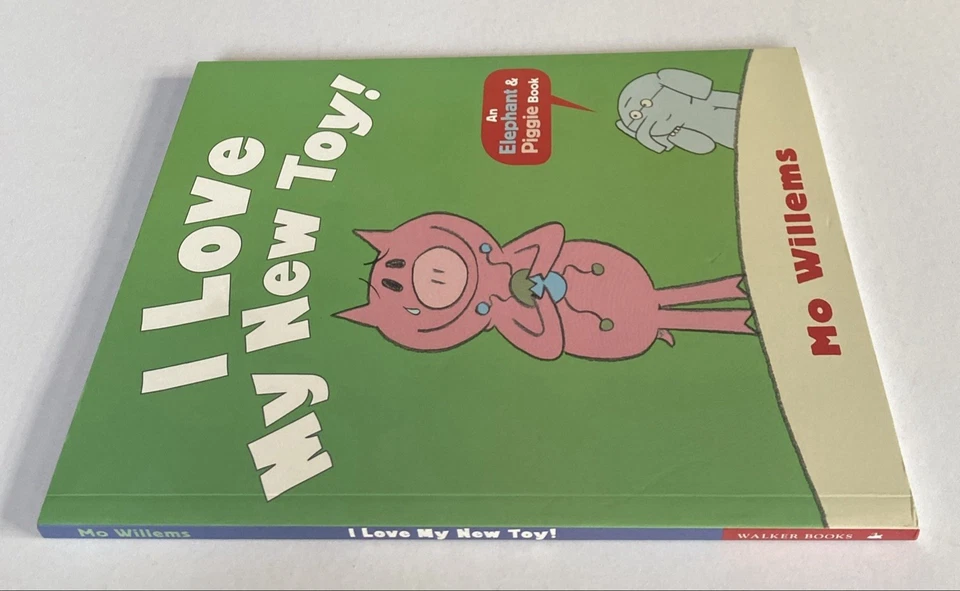 I Love
My New Toy!
An
Elephant &
Piggie Book
Mo Willems
Mo Willems
I Love My New Toy!
WALKER BOOKS